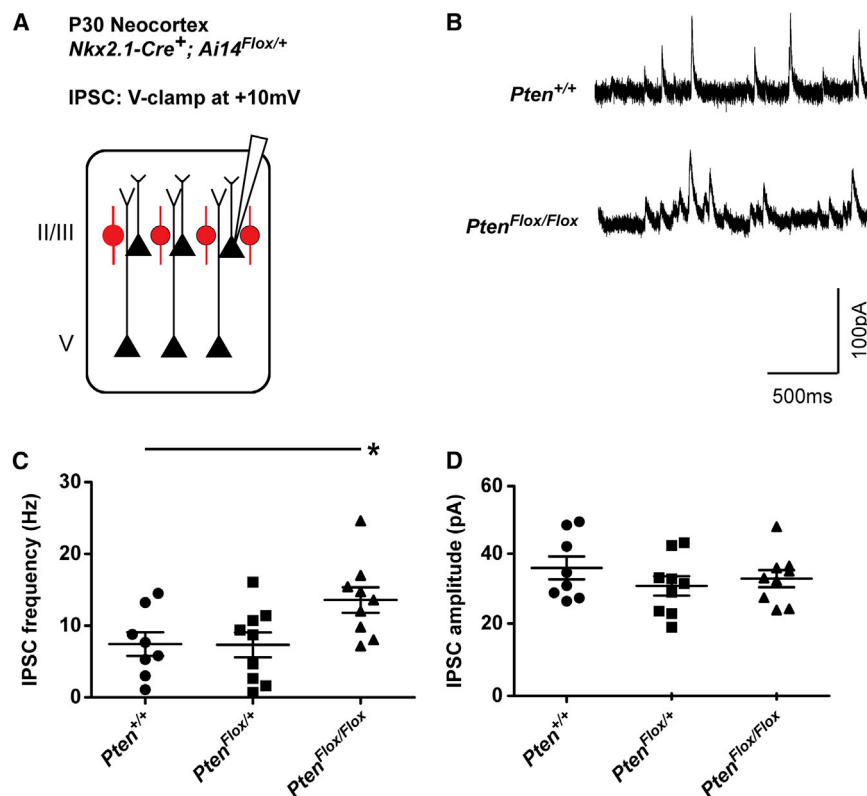 A
P30 Neocortex
Nkx2.1-Cre+; Ai14Flox/+
IPSC: V-clamp at +10mV
II/III
V
B
Pten+/+
PtenFlox/Flox
100pA
500ms
C
*
30
20
10
0
IPSC frequency (Hz)
Pten+/+
PtenFlox/+
PtenFlox/Flox
D
60
40
20
0
IPSC amplitude (pA)
Pten+/+
PtenFlox/+
PtenFlox/Flox